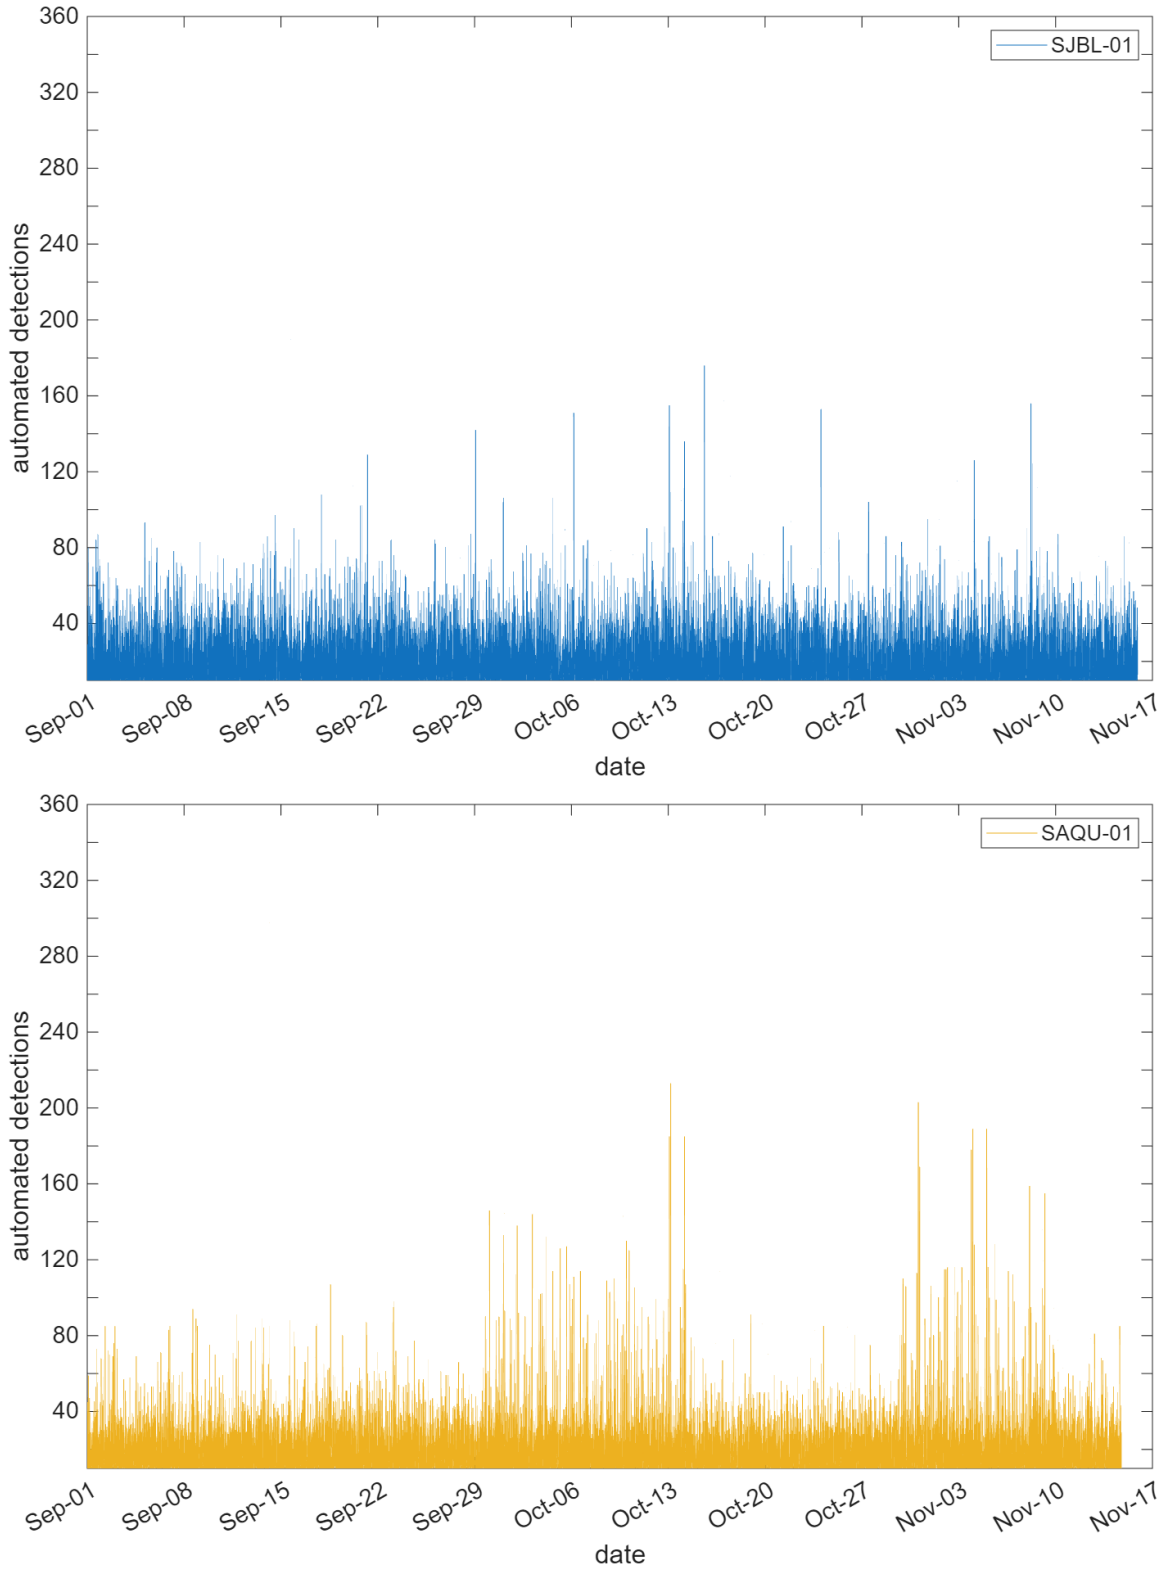 360
SJBL-01
320
280
240
200
160
120
80
40
automated detections
Sep-01 Sep-08 Sep-15 Sep-22 Sep-29 Oct-06 Oct-13 Oct-20 Oct-27 Nov-03 Nov-10 Nov-17
date
360
SAQU-01
320
280
240
200
160
120
80
40
automated detections
Sep-01 Sep-08 Sep-15 Sep-22 Sep-29 Oct-06 Oct-13 Oct-20 Oct-27 Nov-03 Nov-10 Nov-17
date